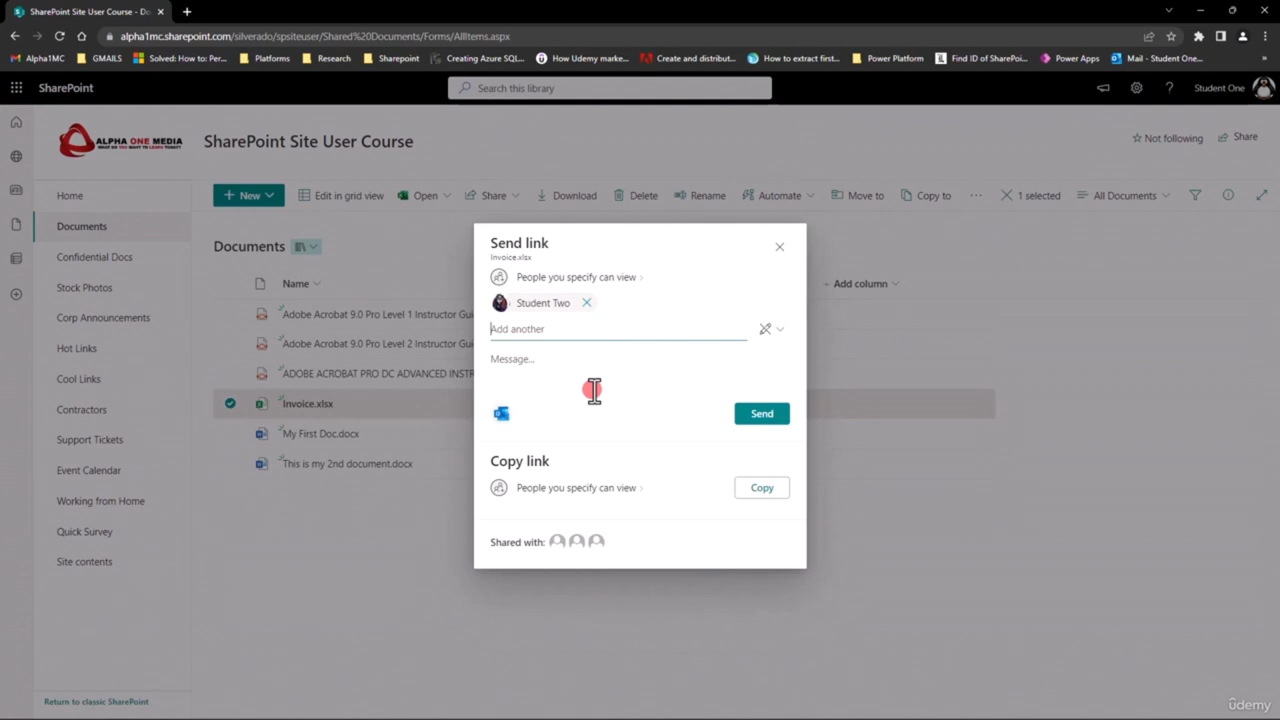 SharePoint Site User Course - Do
alpha1mc.sharepoint.com/silverado/spsiteuser/Shared%20Documents/Forms/AllItems.aspx
Alpha1MC GMAILS Solved: How to: Per... Platforms Research Sharepoint Creating Azure SQL... How Udemy marke... Create and distribut... How to extract first... Power Platform Find ID of SharePoi... Power Apps Mail - Student One... »
SharePoint Search this library ? Student One
ALPHA ONE MEDIA
WHAT DO YOU WANT TO LEARN TODAY?
SharePoint Site User Course
Not following Share
Home
Documents
Confidential Docs
Stock Photos
Corp Announcements
Hot Links
Cool Links
Contractors
Support Tickets
Event Calendar
Working from Home
Quick Survey
Site contents
Return to classic SharePoint
+ New Edit in grid view Open Share Download Delete Rename Automate Move to Copy to ... 1 selected All Documents
Documents
Name + Add column
Adobe Acrobat 9.0 Pro Level 1 Instructor Gui
Adobe Acrobat 9.0 Pro Level 2 Instructor Gui
ADOBE ACROBAT PRO DC ADVANCED INSTR
Invoice.xlsx
My First Doc.docx
This is my 2nd document.docx
Send link
Invoice.xlsx
People you specify can view >
Student Two
Add another
Message...
Send
Copy link
People you specify can view >
Copy
Shared with:
ûdemy